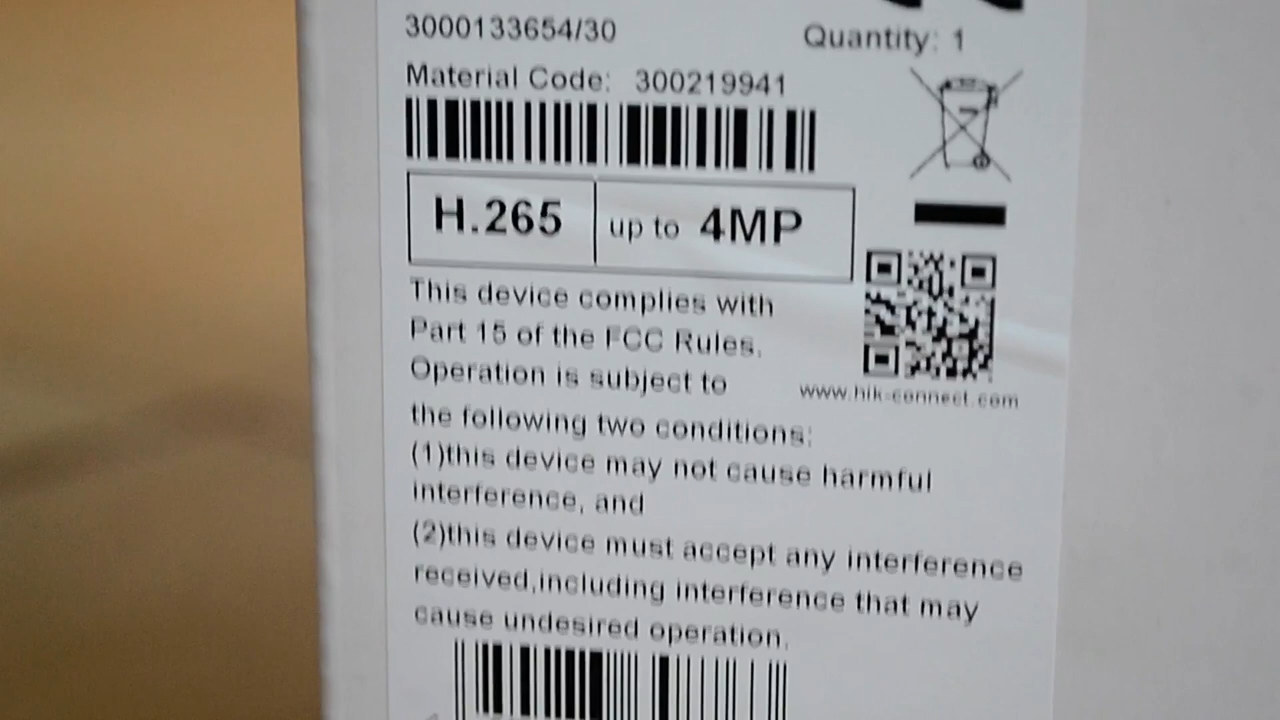 3000133654/30
Quantity: 1
Material Code: 300219941
H.265 up to 4MP
This device complies with
Part 15 of the FCC Rules.
Operation is subject to
www.hik-connect.com
the following two conditions:
(1)this device may not cause harmful
interference, and
(2)this device must accept any interference
received,including interference that may
cause undesired operation.